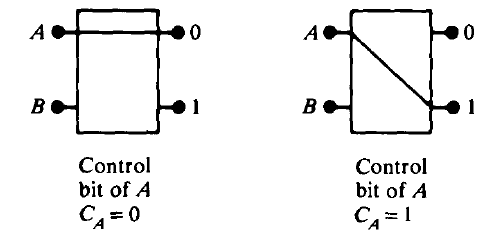 A 0 A 0
B 1 B 1
Control Control
bit of A bit of A
C_A = 0 C_A = 1